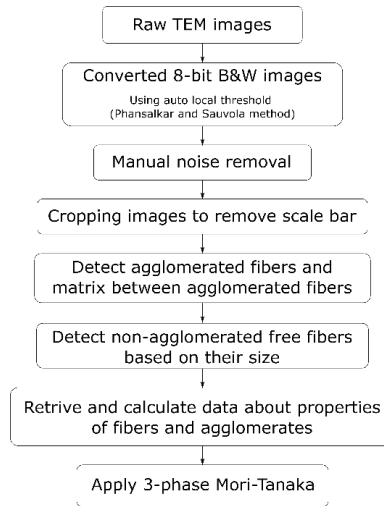 Raw TEM images
Converted 8-bit B&W images
Using auto local threshold
(Phansalkar and Sauvola method)
Manual noise removal
Cropping images to remove scale bar
Detect agglomerated fibers and
matrix between agglomerated fibers
Detect non-agglomerated free fibers
based on their size
Retrive and calculate data about properties
of fibers and agglomerates
Apply 3-phase Mori-Tanaka